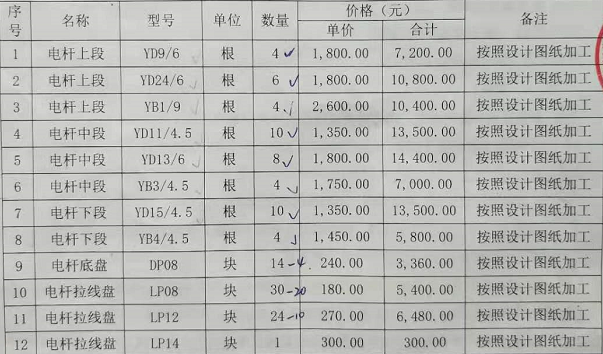 序号 名称 型号 单位 数量 价格（元） 备注
单价 合计
1 电杆上段 YD9/6 根 4 ✓ 1,800.00 7,200.00 按照设计图纸加工
2 电杆上段 YD24/6 根 6 ✓ 1,800.00 10,800.00 按照设计图纸加工
3 电杆上段 YB1/9 根 4 ✓ 2,600.00 10,400.00 按照设计图纸加工
4 电杆中段 YD11/4.5 根 10 ✓ 1,350.00 13,500.00 按照设计图纸加工
5 电杆中段 YD13/6 根 8 ✓ 1,800.00 14,400.00 按照设计图纸加工
6 电杆中段 YB3/4.5 根 4 ✓ 1,750.00 7,000.00 按照设计图纸加工
7 电杆下段 YD15/4.5 根 10 ✓ 1,350.00 13,500.00 按照设计图纸加工
8 电杆下段 YB4/4.5 根 4 ✓ 1,450.00 5,800.00 按照设计图纸加工
9 电杆底盘 DP08 块 14-4 240.00 3,360.00 按照设计图纸加工
10 电杆拉线盘 LP08 块 30-20 180.00 5,400.00 按照设计图纸加工
11 电杆拉线盘 LP12 块 24-10 270.00 6,480.00 按照设计图纸加工
12 电杆拉线盘 LP14 块 1 300.00 300.00 按照设计图纸加工